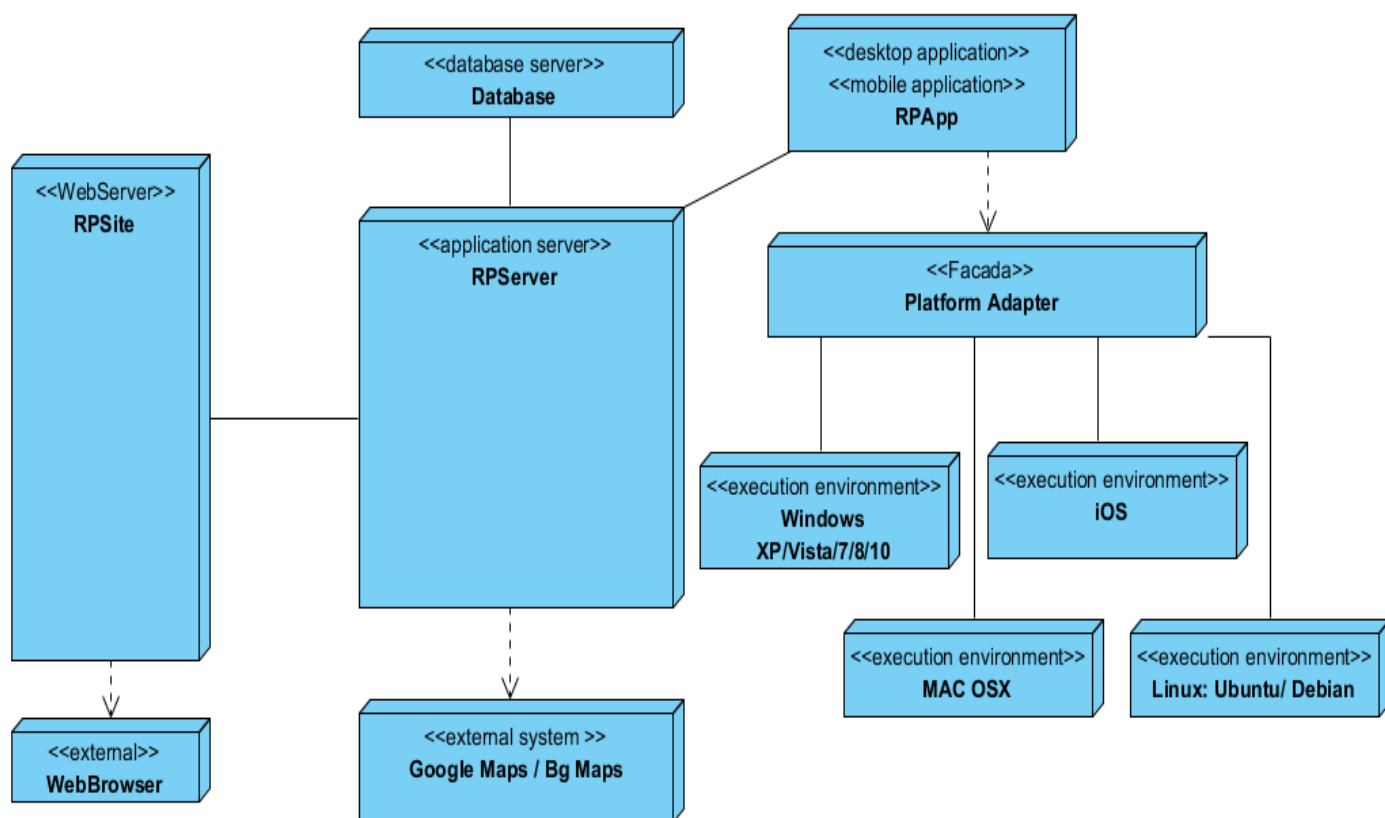 <<database server>>
Database
<<desktop application>>
<<mobile application>>
RPApp
<<WebServer>>
RPSite
<<application server>>
RPServer
<<Facada>>
Platform Adapter
<<execution environment>>
Windows
XP/Vista/7/8/10
<<execution environment>>
iOS
<<execution environment>>
MAC OSX
<<execution environment>>
Linux: Ubuntu/ Debian
<<external>>
WebBrowser
<<external system >>
Google Maps / Bg Maps